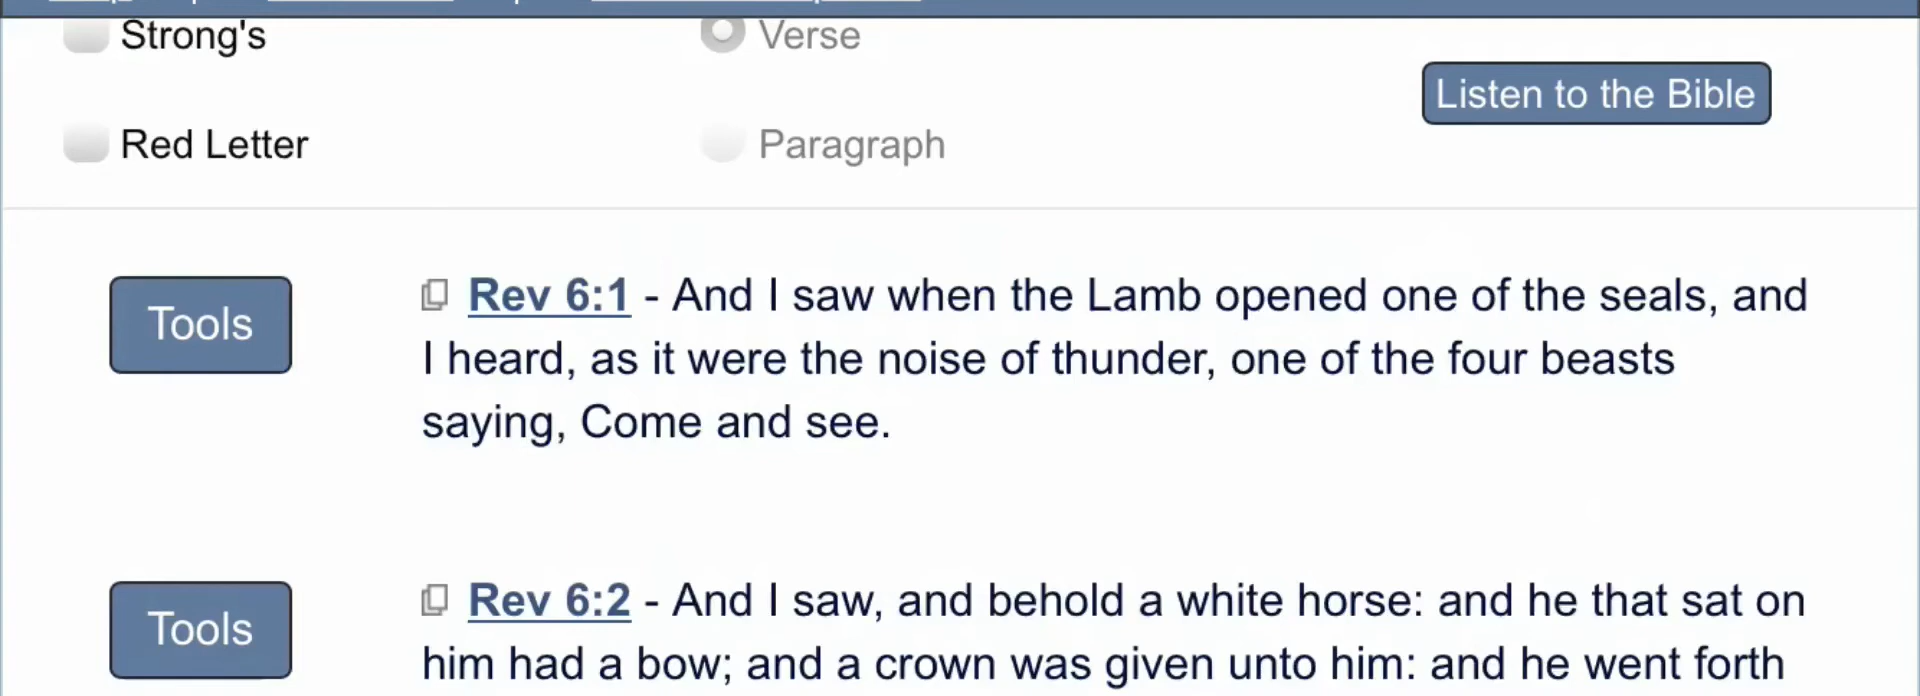 Strong's
Verse
Listen to the Bible
Red Letter
Paragraph
Tools
Rev 6:1 - And I saw when the Lamb opened one of the seals, and
I heard, as it were the noise of thunder, one of the four beasts
saying, Come and see.
Tools
Rev 6:2 - And I saw, and behold a white horse: and he that sat on
him had a bow; and a crown was given unto him: and he went forth